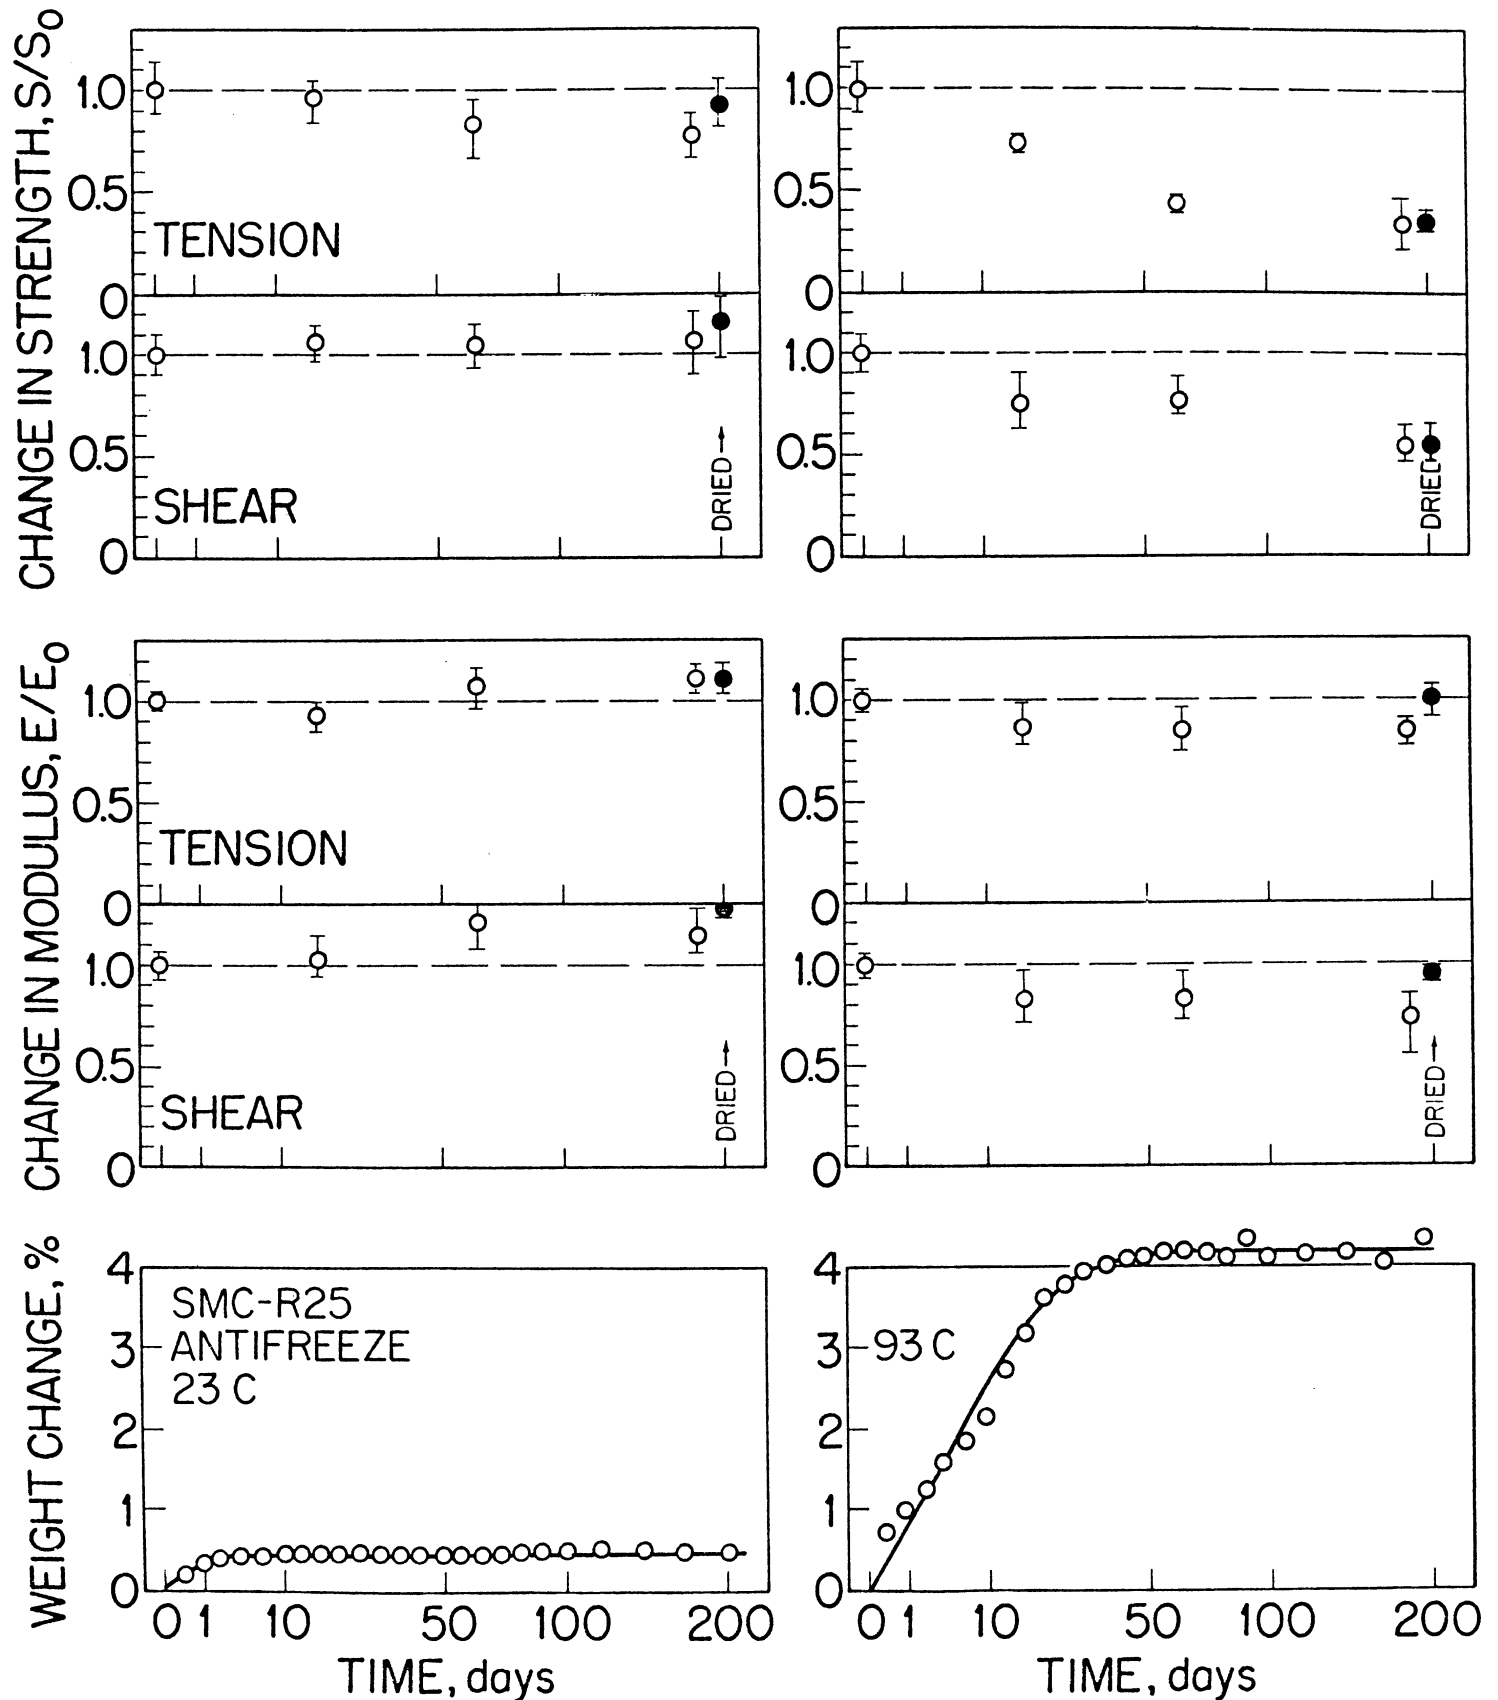 CHANGE IN STRENGTH, S/S₀
1.0
0.5
0
TENSION
1.0
0.5
0
SHEAR
DRIED
1.0
0.5
0
1.0
0.5
0
DRIED
CHANGE IN MODULUS, E/E₀
1.0
0.5
0
TENSION
1.0
0.5
0
SHEAR
DRIED
1.0
0.5
0
1.0
0.5
0
DRIED
WEIGHT CHANGE, %
4
3
2
1
0
SMC-R25
ANTIFREEZE
23 C
0 1 10 50 100 200
TIME, days
4
3
2
1
0
93 C
0 1 10 50 100 200
TIME, days